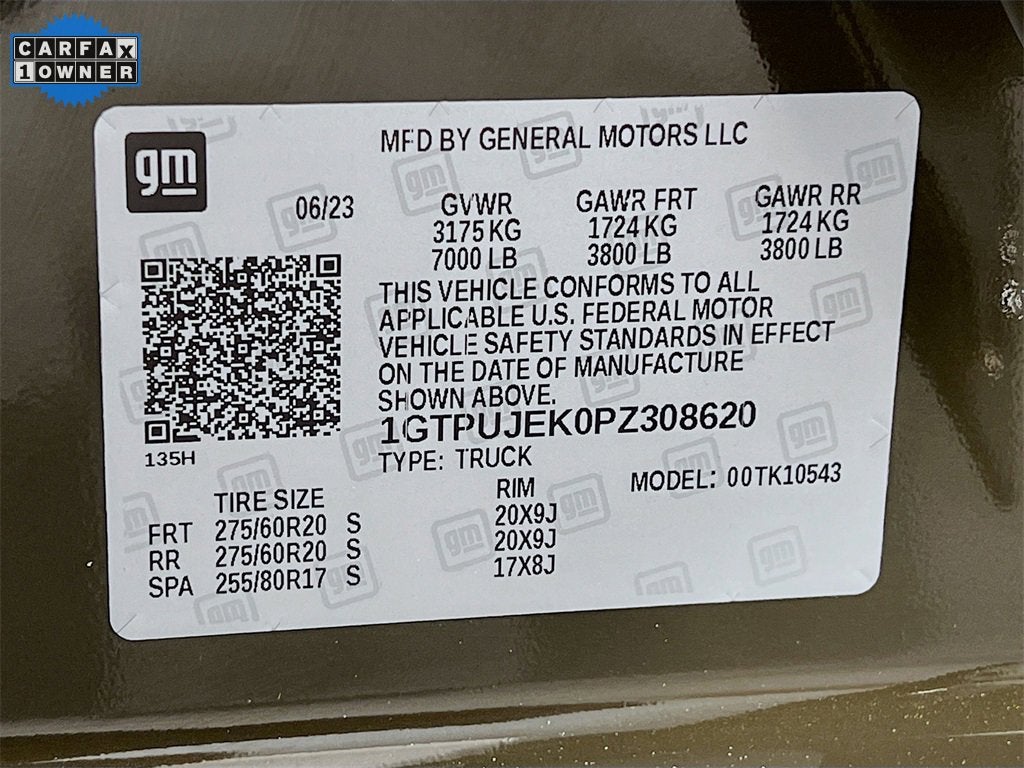 CARFAX
1 OWNER
gm
MFD BY GENERAL MOTORS LLC
06/23
GVWR GAWR FRT GAWR RR
3175 KG 1724 KG 1724 KG
7000 LB 3800 LB 3800 LB
THIS VEHICLE CONFORMS TO ALL
APPLICABLE U.S. FEDERAL MOTOR
VEHICLE SAFETY STANDARDS IN EFFECT
ON THE DATE OF MANUFACTURE
SHOWN ABOVE.
1GTPUJEK0PZ308620
135H
TYPE: TRUCK
MODEL: 00TK10543
TIRE SIZE RIM
FRT 275/60R20 S 20X9J
RR 275/60R20 S 20X9J
SPA 255/80R17 S 17X8J